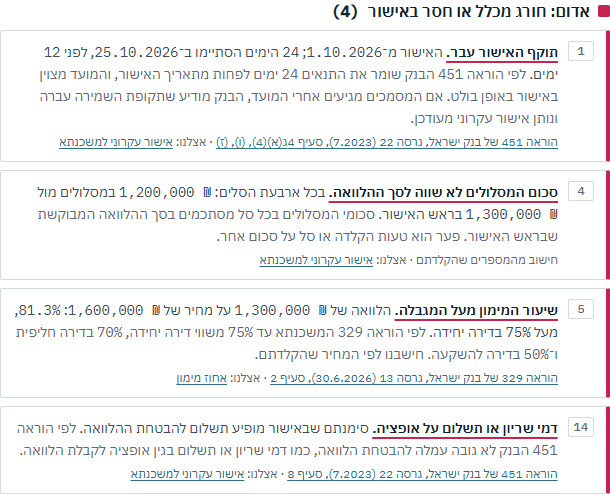 אדום: חורג מכלל או חסר באישור (4)
1
תוקף האישור עבר. האישור מ־1.10.2026; 24 הימים הסתיימו ב־25.10.2026, לפני 12
ימים. לפי הוראה 451 הבנק שומר את התנאים 24 ימים לפחות מתאריך האישור, והמועד מצוין
באישור באופן בולט. אם המסמכים מגיעים אחרי המועד, הבנק מודיע שתקופת השמירה עברה
ונותן אישור עקרוני מעודכן.
הוראה 451 של בנק ישראל, גרסה 22 (7.2023), סעיף 4ג(א)(4), (ו), (ז) · אצלנו: אישור עקרוני למשכנתא
4
סכום המסלולים לא שווה לסך ההלוואה. בכל ארבעת הסלים: ₪ 1,200,000 במסלולים מול
₪ 1,300,000 בראש האישור. סכומי המסלולים בכל סל מסתכמים בסך ההלוואה המבוקשת
שבראש האישור. פער הוא טעות הקלדה או סל על סכום אחר.
חישוב מהמספרים שהקלדתם · אצלנו: אישור עקרוני למשכנתא
5
שיעור המימון מעל המגבלה. הלוואה של ₪ 1,300,000 על מחיר של ₪ 1,600,000: 81.3%,
מעל 75% בדירה יחידה. לפי הוראה 329 המשכנתא עד 75% משווי דירה יחידה, 70% בדירה חליפית
ו־50% בדירה להשקעה. חישבנו לפי המחיר שהקלדתם.
הוראה 329 של בנק ישראל, גרסה 13 (30.6.2026), סעיף 2 · אצלנו: אחוז מימון
14
דמי שריון או תשלום על אופציה. סימנתם שבאישור מופיע תשלום להבטחת ההלוואה. לפי הוראה
451 הבנק לא גובה עמלה להבטחת הלוואה, כמו דמי שריון או תשלום בגין אופציה לקבלת הלוואה.
הוראה 451 של בנק ישראל, גרסה 22 (7.2023), סעיף 8 · אצלנו: אישור עקרוני למשכנתא